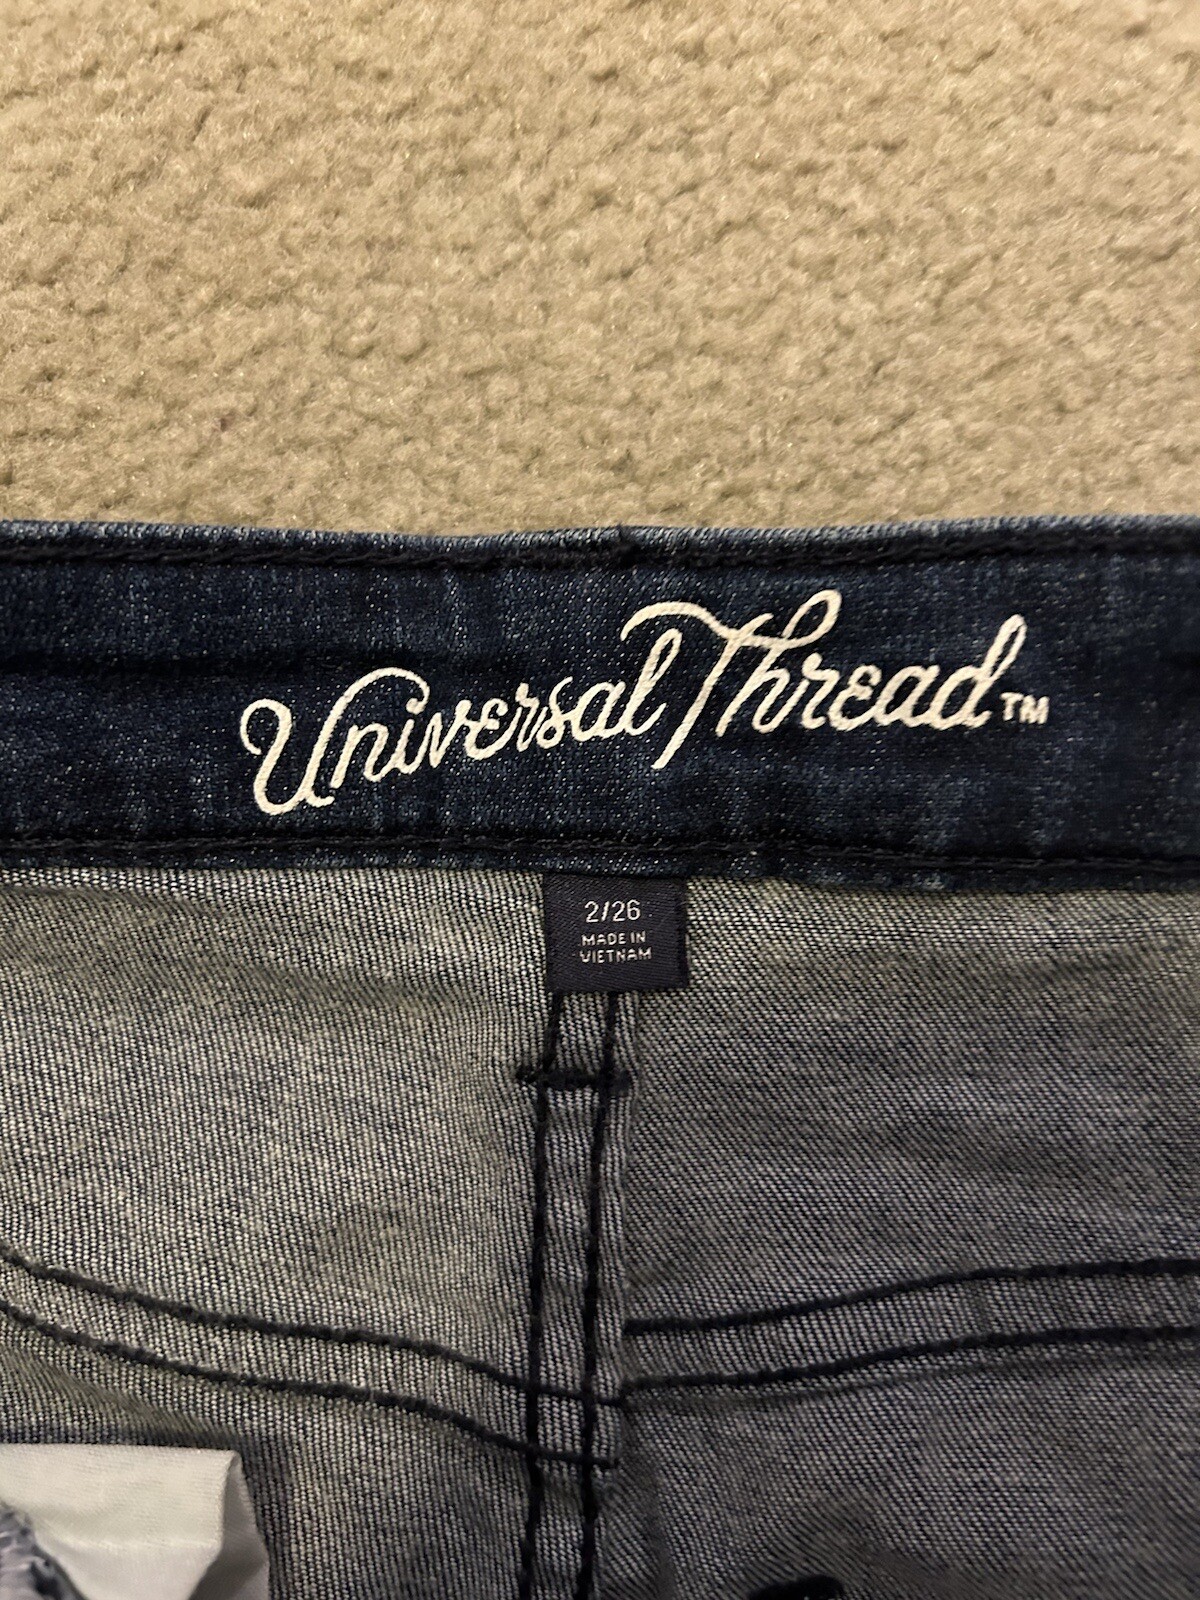 Universal Thread™
2/26
MADE IN
VIETNAM